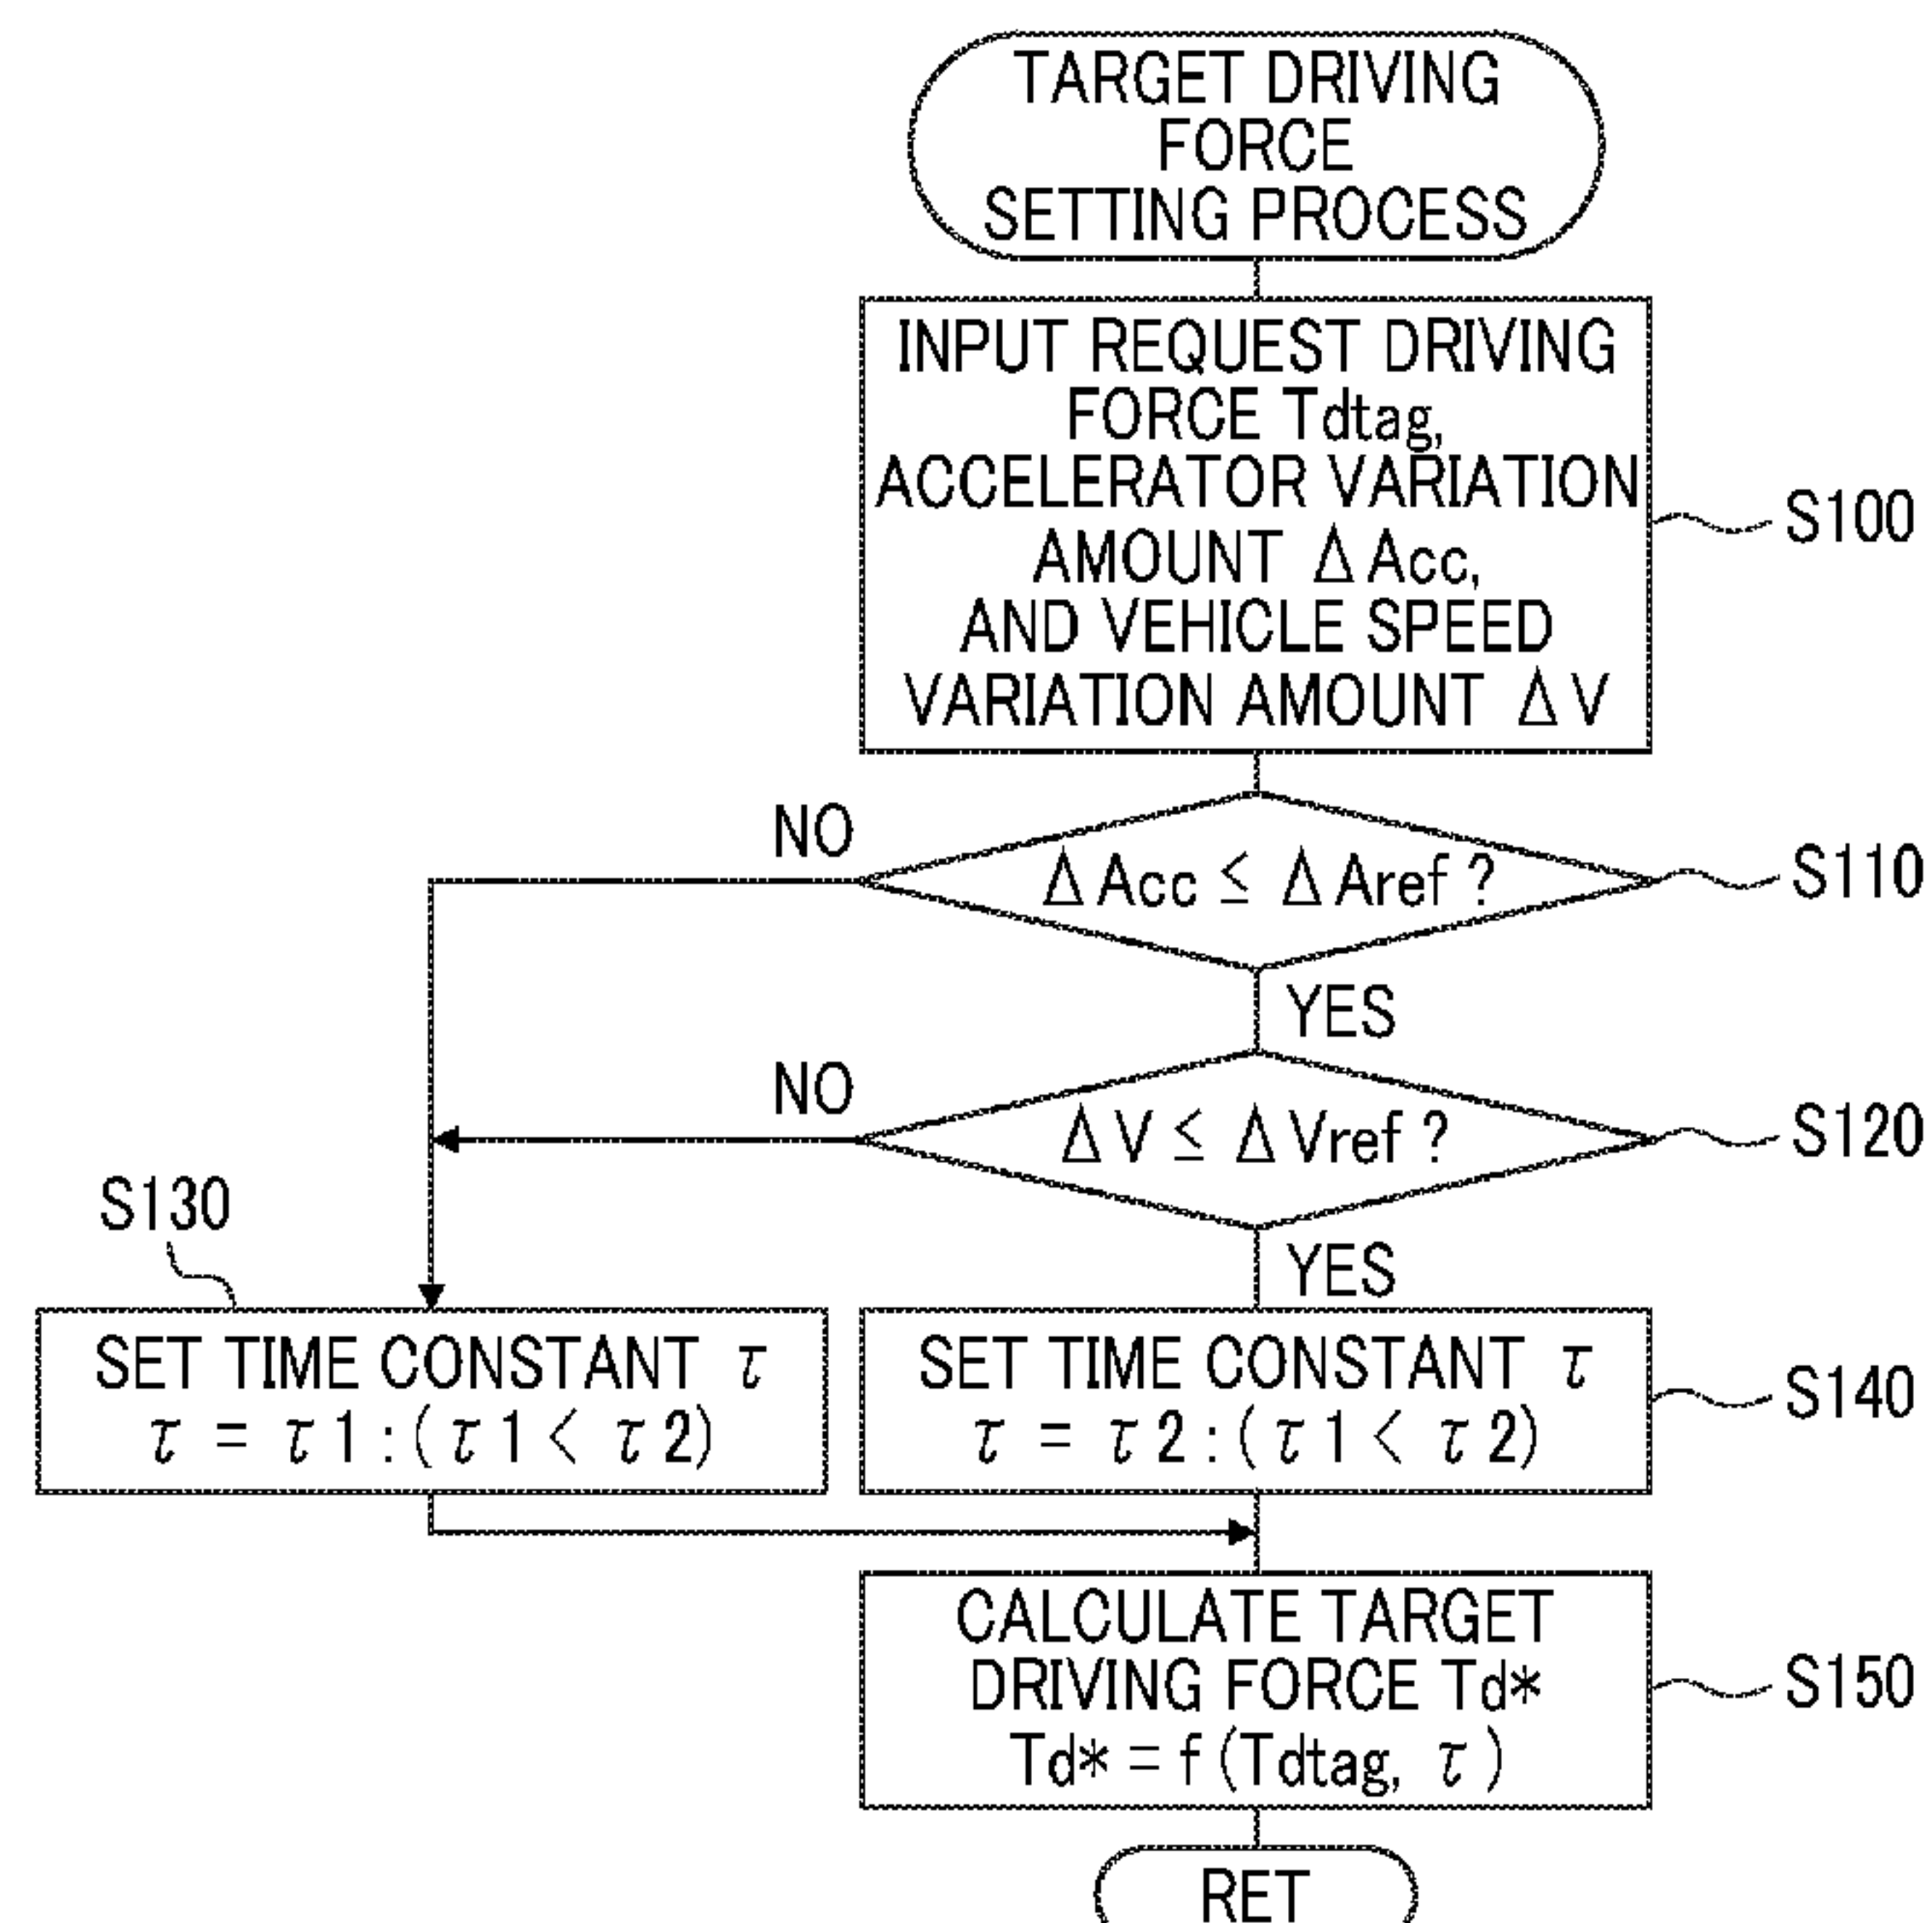 TARGET DRIVING
FORCE
SETTING PROCESS
INPUT REQUEST DRIVING
FORCE Tdtag,
ACCELERATOR VARIATION
AMOUNT ΔAcc,
AND VEHICLE SPEED
VARIATION AMOUNT ΔV
S100
NO
ΔAcc ≤ ΔAref ?
S110
YES
NO
ΔV ≤ ΔVref ?
S120
YES
S130
SET TIME CONSTANT τ
τ = τ1 : (τ1 < τ2)
SET TIME CONSTANT τ
τ = τ2 : (τ1 < τ2)
S140
CALCULATE TARGET
DRIVING FORCE Td*
Td* = f (Tdtag, τ)
S150
RET